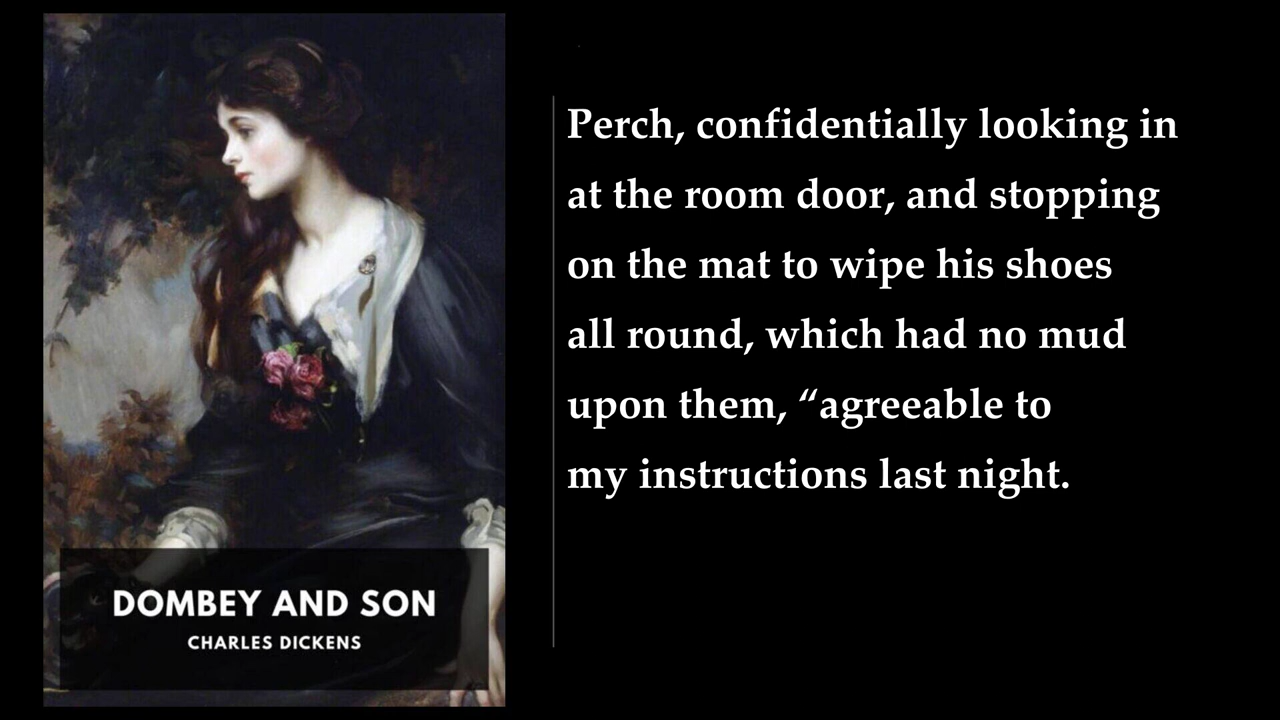 Perch, confidentially looking in
at the room door, and stopping
on the mat to wipe his shoes
all round, which had no mud
upon them, “agreeable to
my instructions last night.
DOMBEY AND SON
CHARLES DICKENS